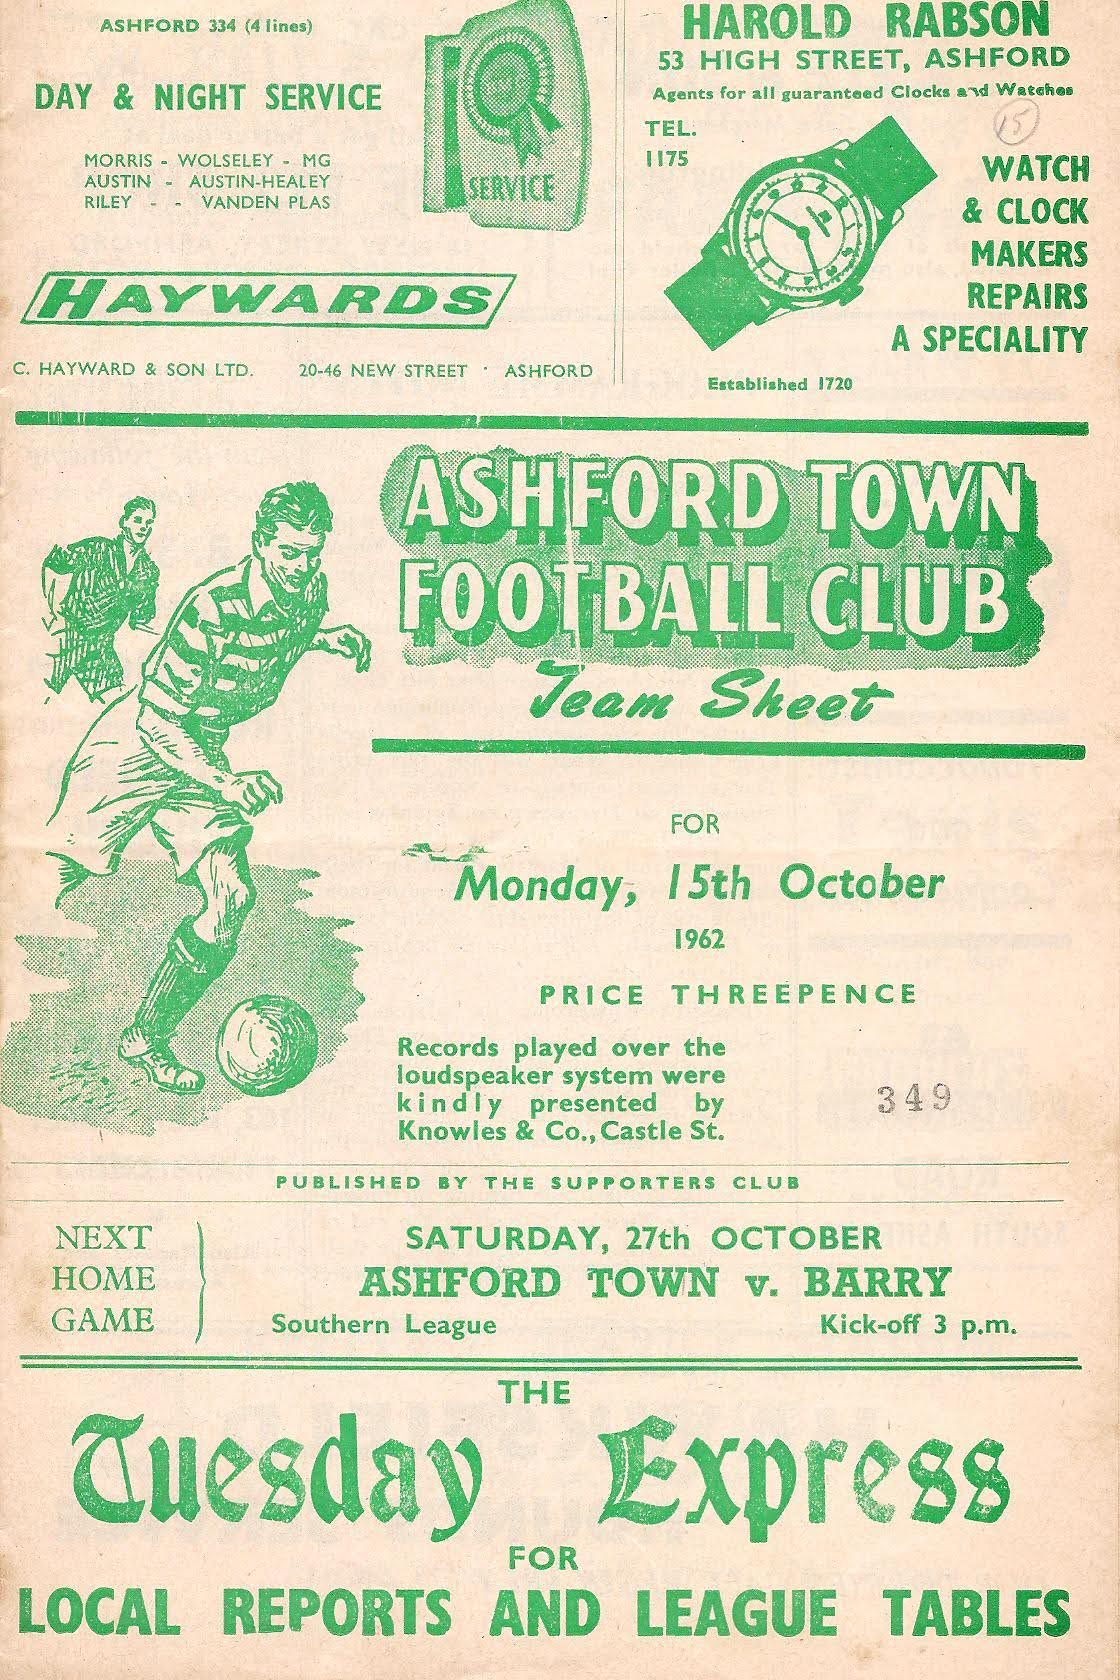 ASHFORD 334 (4 lines)
DAY & NIGHT SERVICE
MORRIS - WOLSELEY - MG
AUSTIN - AUSTIN-HEALEY
RILEY - - VANDEN PLAS
SERVICE
HAYWARDS
C. HAYWARD & SON LTD. 20-46 NEW STREET · ASHFORD
HAROLD RABSON
53 HIGH STREET, ASHFORD
Agents for all guaranteed Clocks and Watches
15
TEL.
1175
WATCH
& CLOCK
MAKERS
REPAIRS
A SPECIALITY
Established 1720
ASHFORD TOWN
FOOTBALL CLUB
Team Sheet
FOR
Monday, 15th October
1962
PRICE THREEPENCE
Records played over the
loudspeaker system were
kindly presented by
Knowles & Co., Castle St.
349
PUBLISHED BY THE SUPPORTERS CLUB
NEXT
HOME
GAME
SATURDAY, 27th OCTOBER
ASHFORD TOWN v. BARRY
Southern League Kick-off 3 p.m.
THE
Tuesday Express
FOR
LOCAL REPORTS AND LEAGUE TABLES